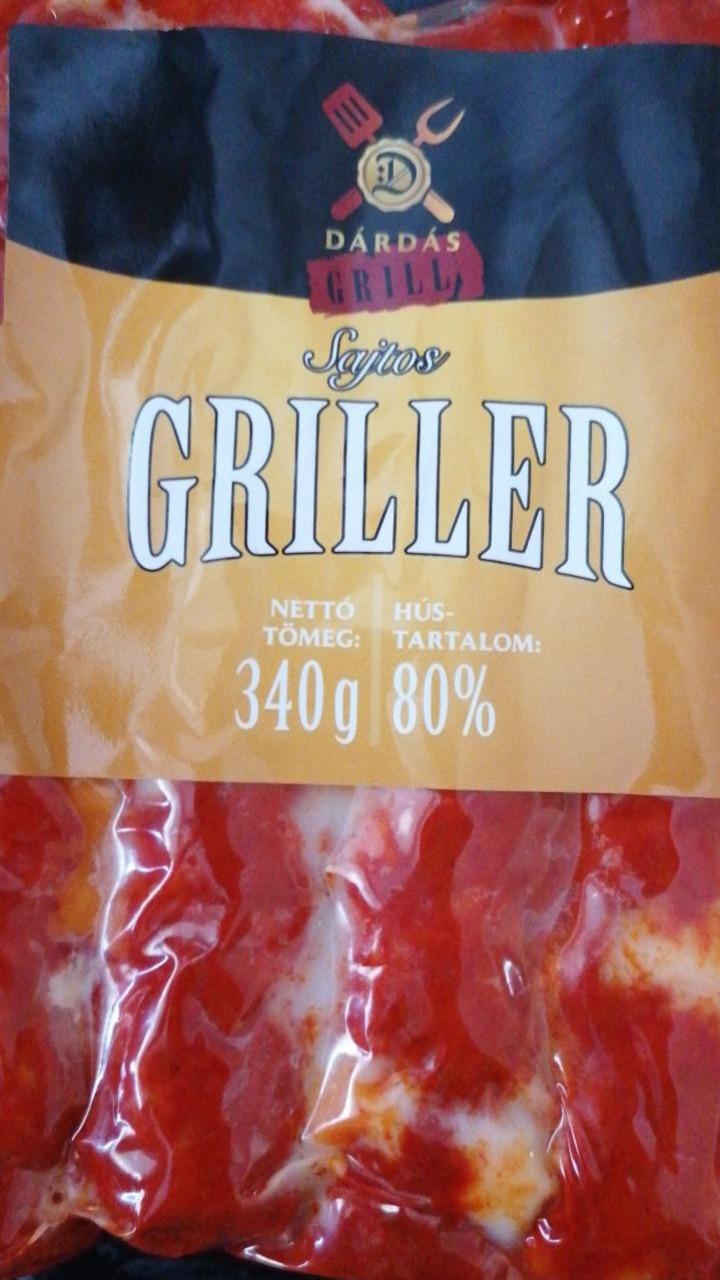 D
DÁRDÁS
GRILL
Sajtos
GRILLER
NETTÓ
TÖMEG:
340g
HÚS-
TARTALOM:
80%